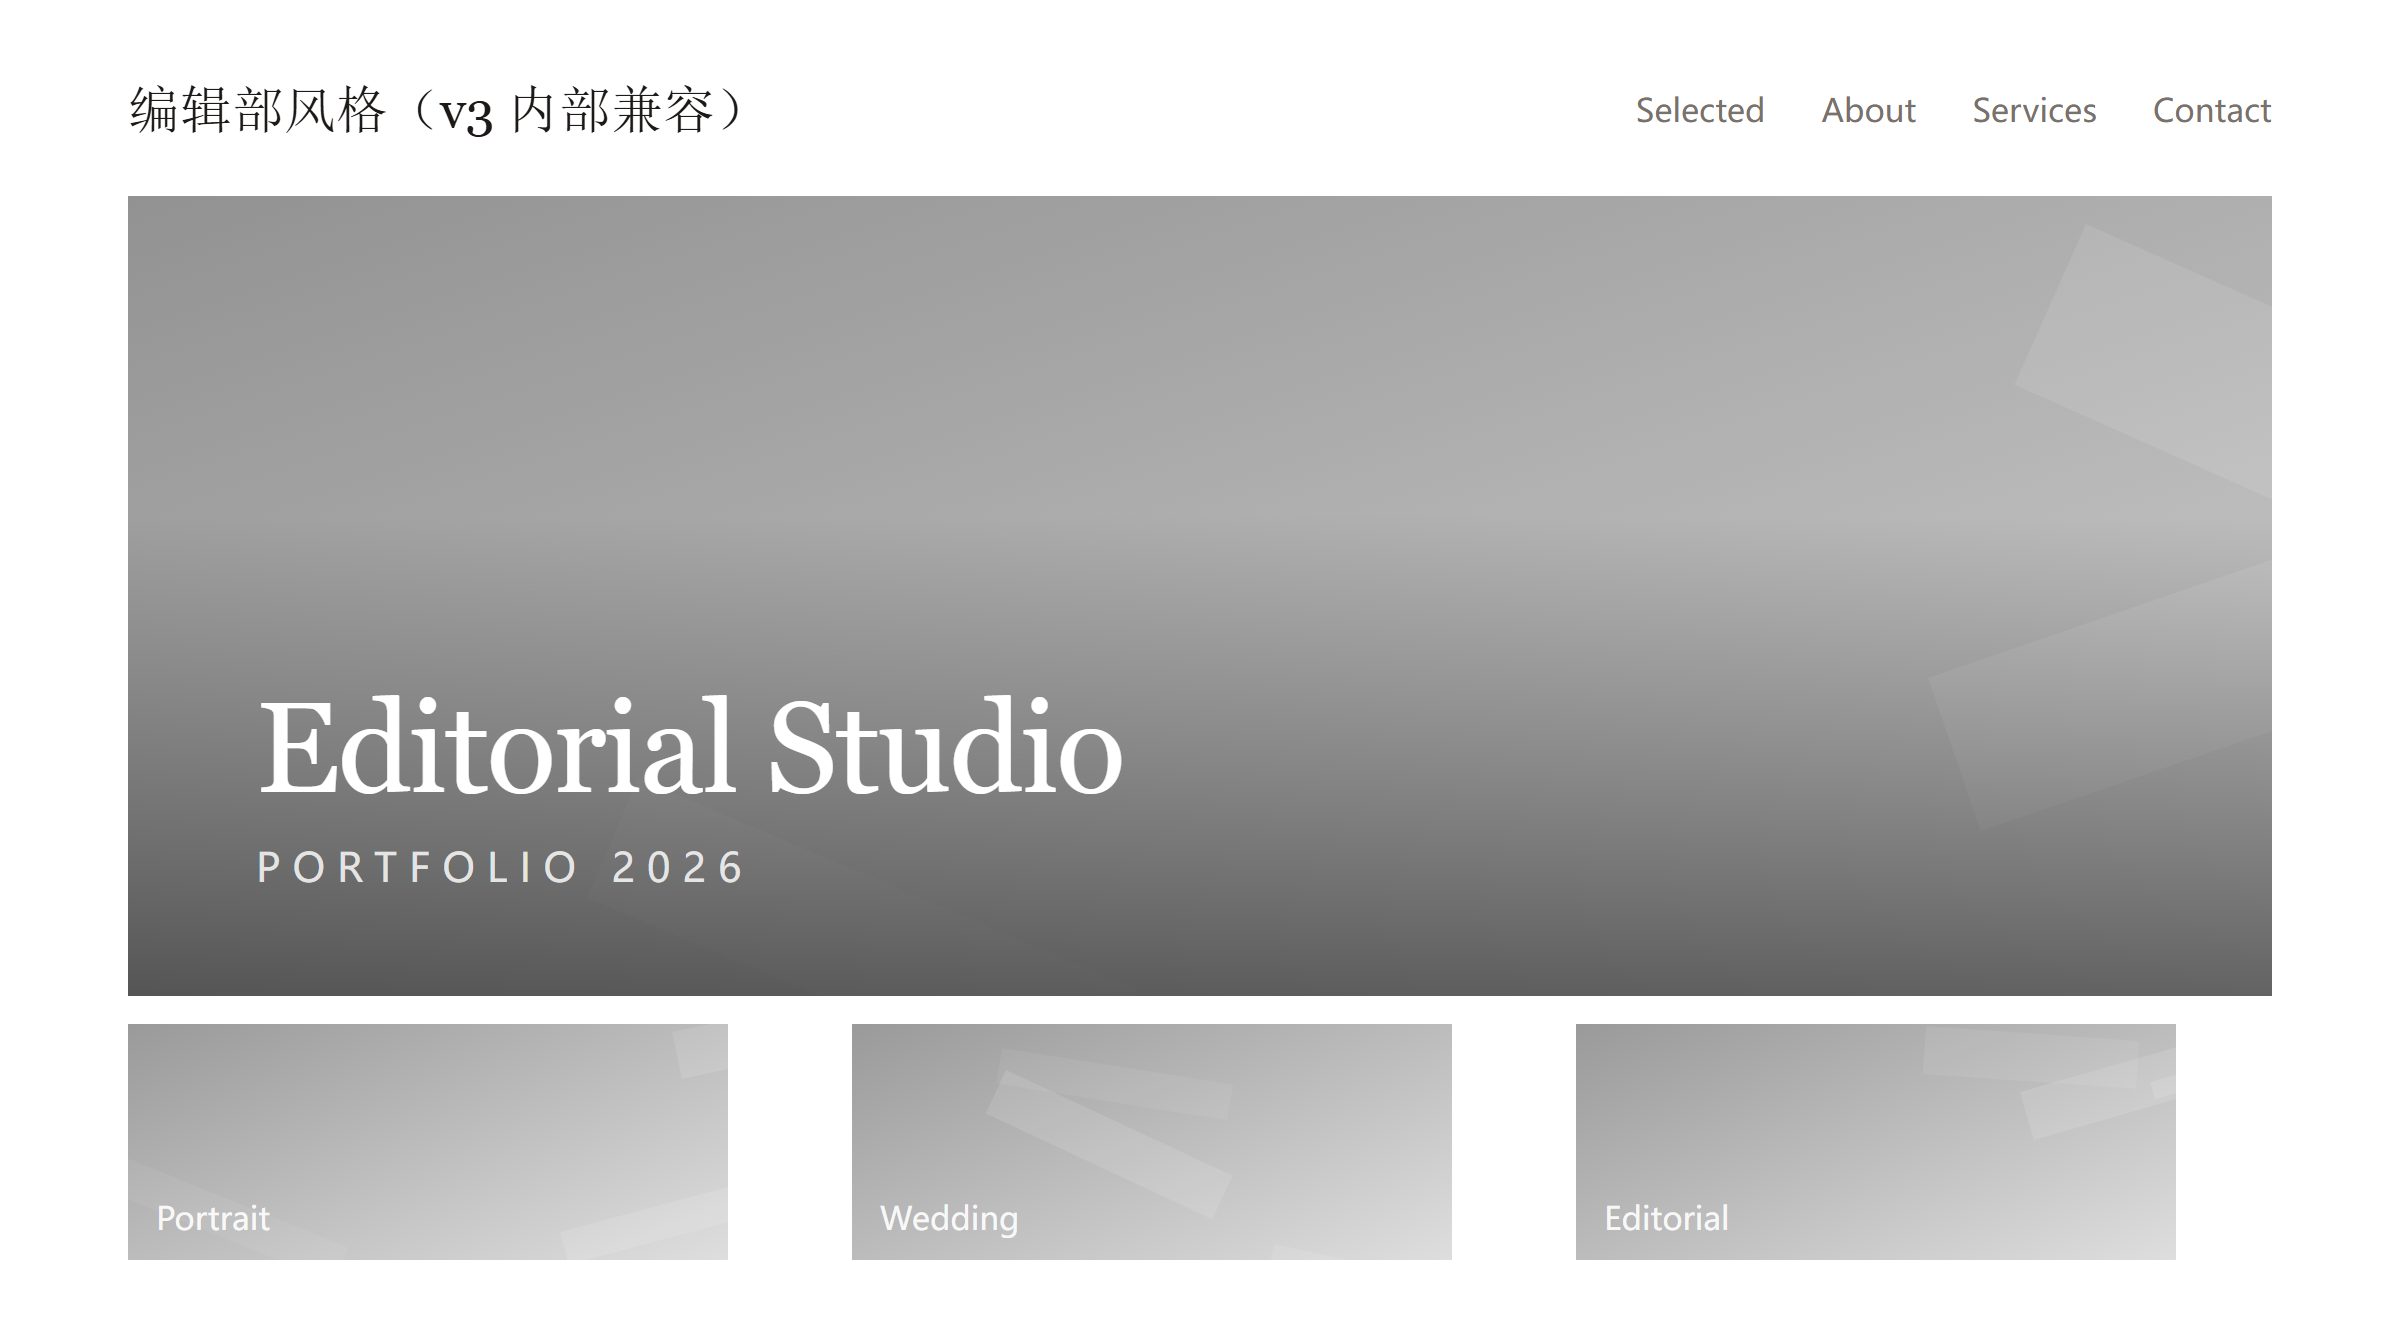 编辑部风格（v3 内部兼容）
Selected About Services Contact
Editorial Studio
PORTFOLIO 2026
Portrait
Wedding
Editorial